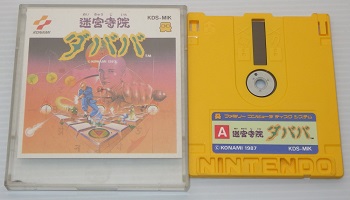 KONAMI
KDS-MIK
迷宮寺院
ダババ
TM
ファミリー コンピュータ ディスク システム
A
迷宮寺院
ダババ
©KONAMI 1987
KDS-MIK
NINTENDO